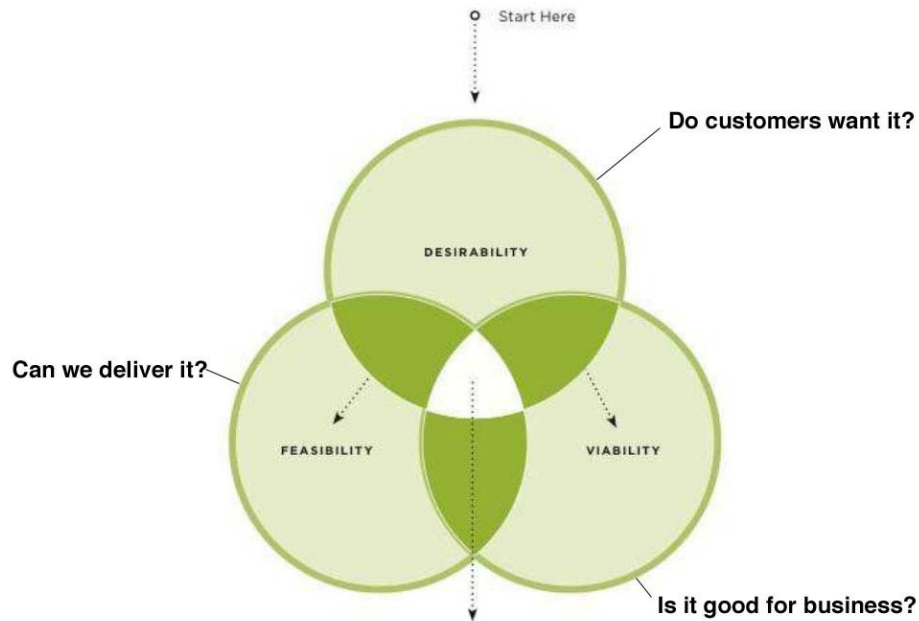 Start Here
Do customers want it?
DESIRABILITY
Can we deliver it?
FEASIBILITY
VIABILITY
Is it good for business?